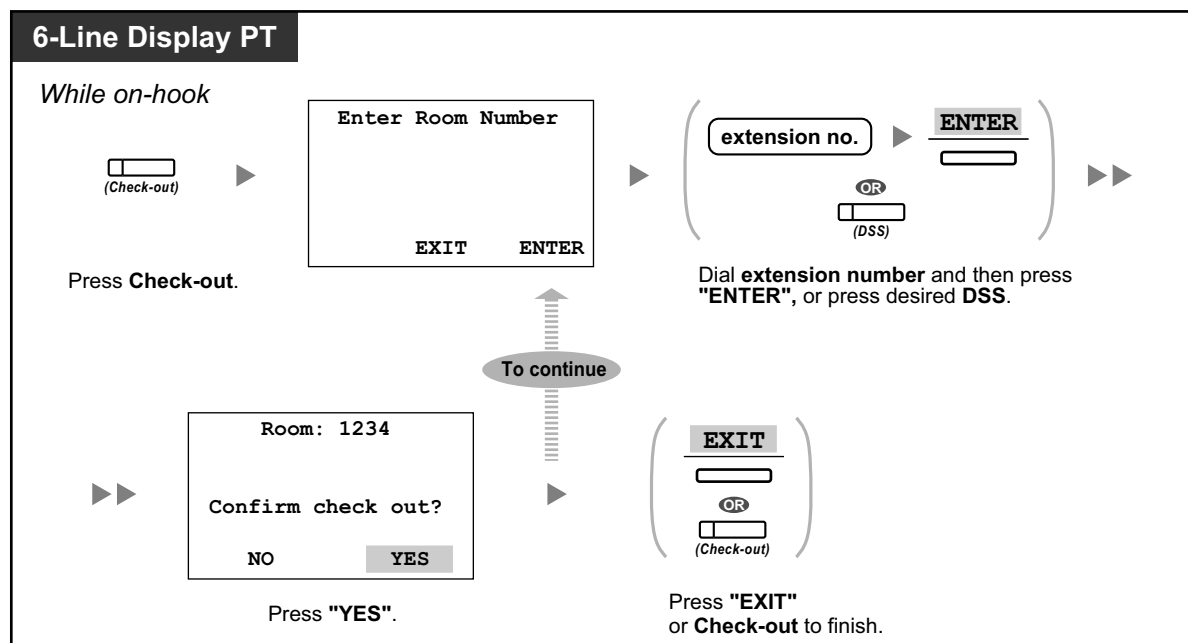 6-Line Display PT
While on-hook
(Check-out)
Press Check-out.
Enter Room Number
EXIT ENTER
extension no.
ENTER
OR
(DSS)
Dial extension number and then press
"ENTER", or press desired DSS.
To continue
Room: 1234
Confirm check out?
NO YES
Press "YES".
EXIT
OR
(Check-out)
Press "EXIT"
or Check-out to finish.